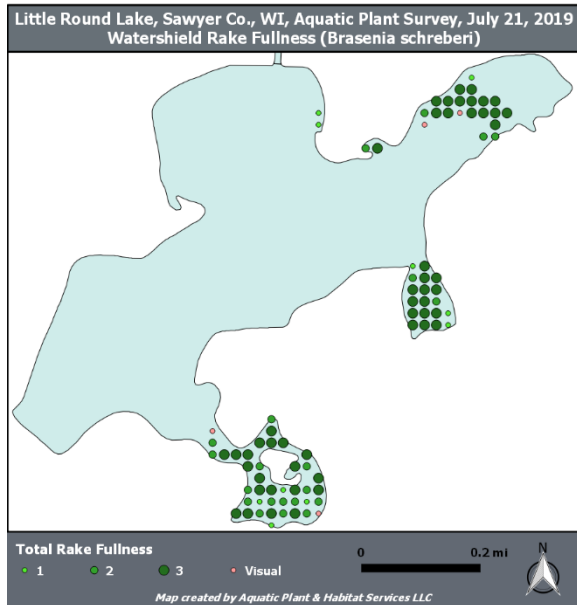 Little Round Lake, Sawyer Co., WI, Aquatic Plant Survey, July 21, 2019
Watershield Rake Fullness (Brasenia schreberi)
Total Rake Fullness
1 2 3 Visual
0 0.2 mi
N
Map created by Aquatic Plant & Habitat Services LLC